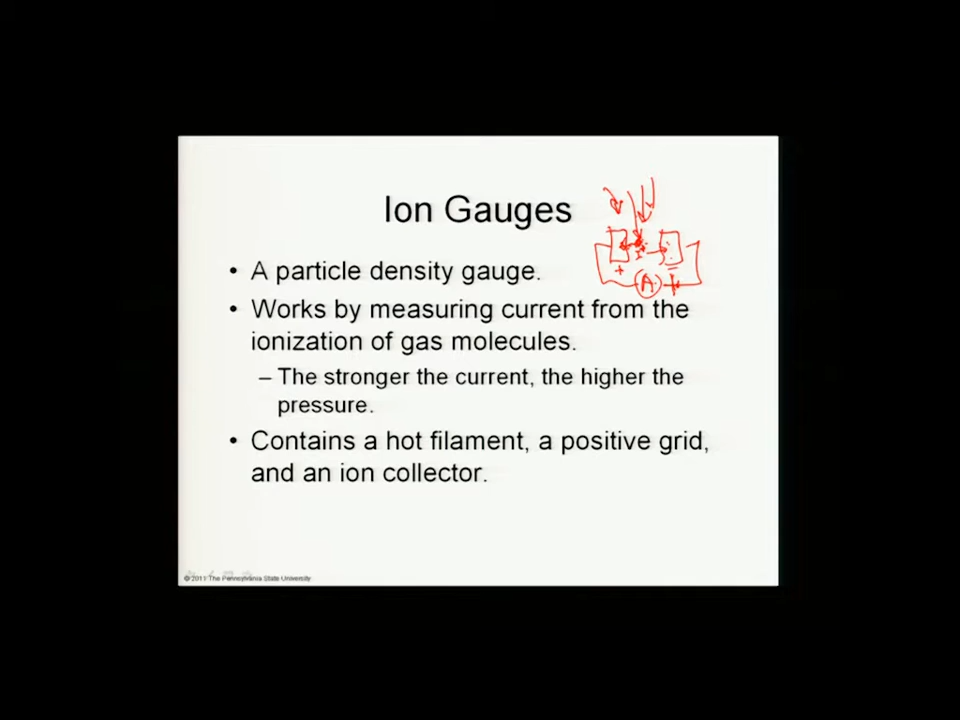 Ion Gauges
• A particle density gauge.
• Works by measuring current from the
ionization of gas molecules.
– The stronger the current, the higher the
pressure.
• Contains a hot filament, a positive grid,
and an ion collector.
A
+
© 2011 The Pennsylvania State University